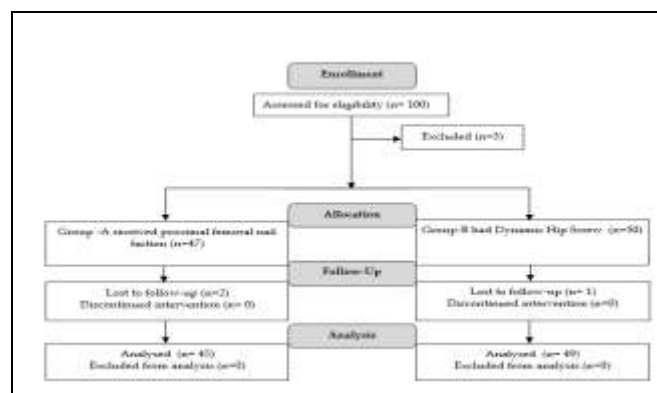 Enrollment
Assessed for eligibility (n= 100)
Excluded (n=3)
Allocation
Group -A received proximal femoral nail
(n=47)
Group-B had Dynamic Hip Screw (n=50)
Follow-Up
Lost to follow-up (n=2)
Discontinued intervention (n= 0)
Lost to follow-up (n= 1)
Discontinued intervention (n=0)
Analysis
Analysed (n= 45)
Excluded from analysis (n=0)
Analysed (n= 49)
Excluded from analysis (n=0)